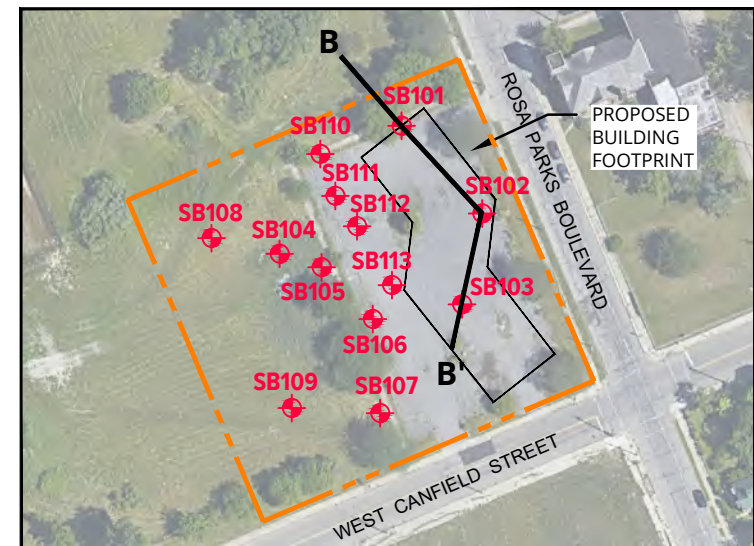 B
SB101
ROSA PARKS BOULEVARD
PROPOSED
BUILDING
FOOTPRINT
SB110
SB111
SB102
SB112
SB108
SB104
SB105
SB113
SB103
SB106
B'
SB109
SB107
WEST CANFIELD STREET